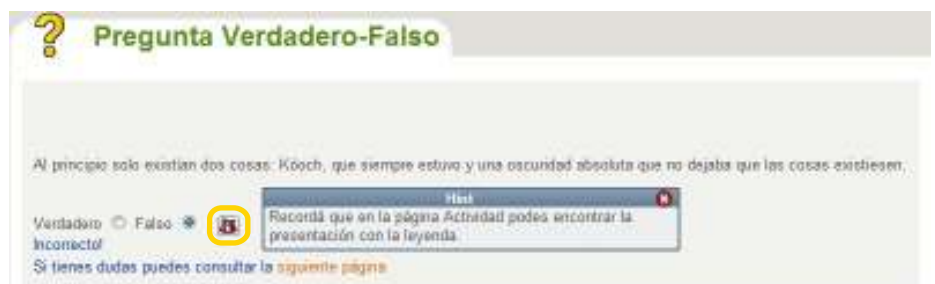 Pregunta Verdadero-Falso
Al principio solo existían dos cosas: Kóoch, que siempre estuvo y una oscuridad absoluta que no dejaba que las cosas existiesen.
Hint
Recordá que en la página Actividad podes encontrar la presentación con la leyenda.
Verdadero Falso
Incorrecto!
Si tienes dudas puedes consultar la siguiente página